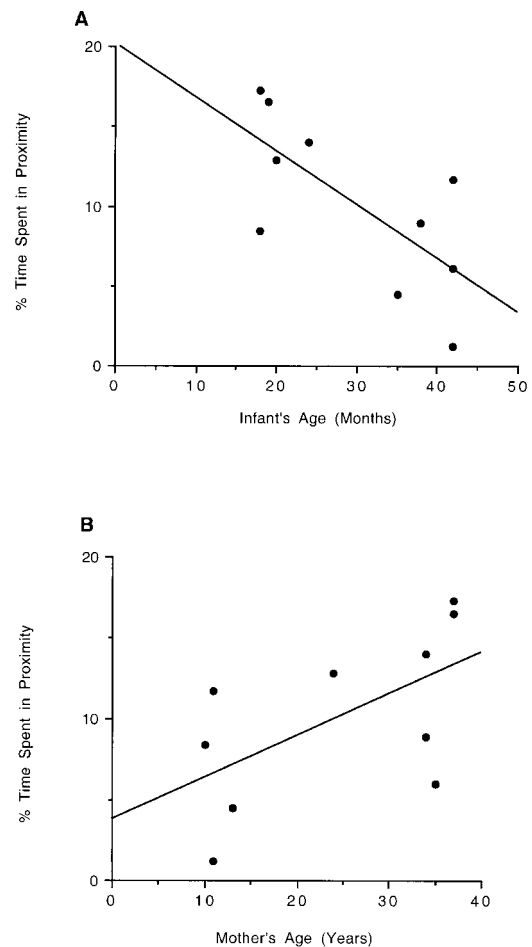 A
20
10
0
% Time Spent in Proximity
0 10 20 30 40 50
Infant's Age (Months)
B
20
10
0
% Time Spent in Proximity
0 10 20 30 40
Mother's Age (Years)